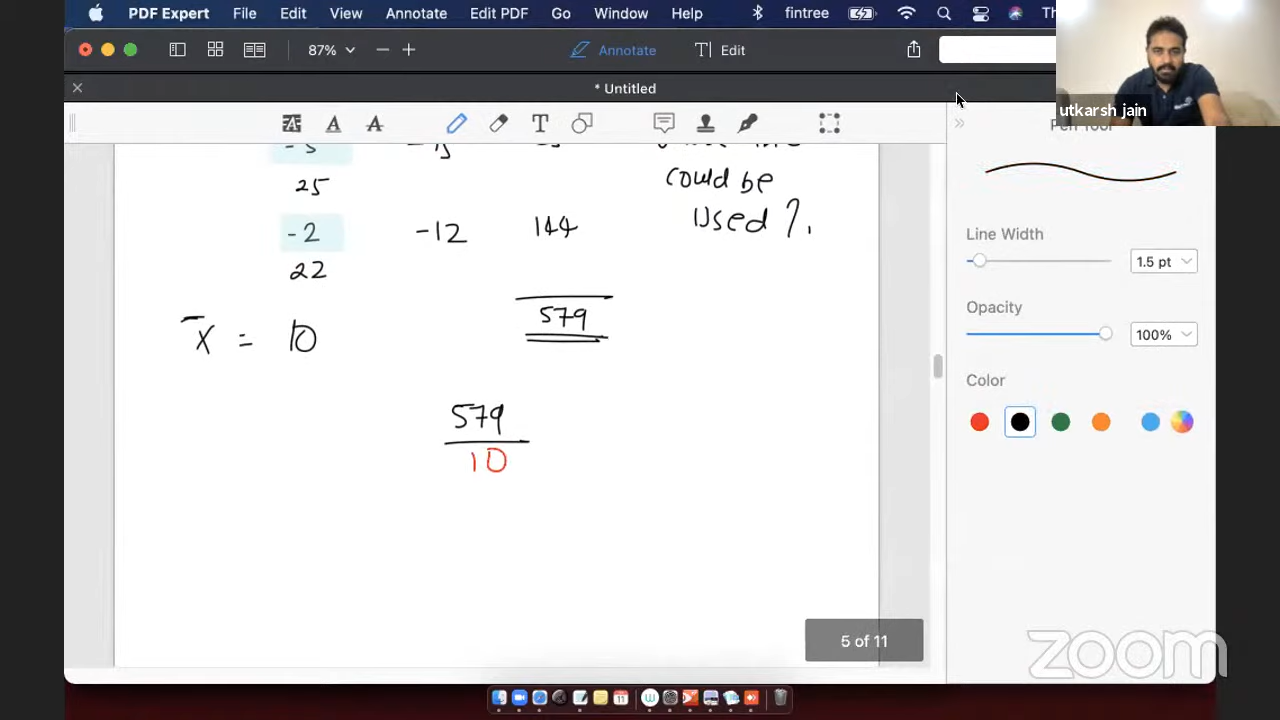 PDF Expert File Edit View Annotate Edit PDF Go Window Help fintree
87% Annotate T Edit
* Untitled
utkarsh jain
Pen Tool
25
could be
-2 -12 144 Used ?
22
579
x̄ = 10
579
10
Line Width
1.5 pt
Opacity
100%
Color
5 of 11
zoom